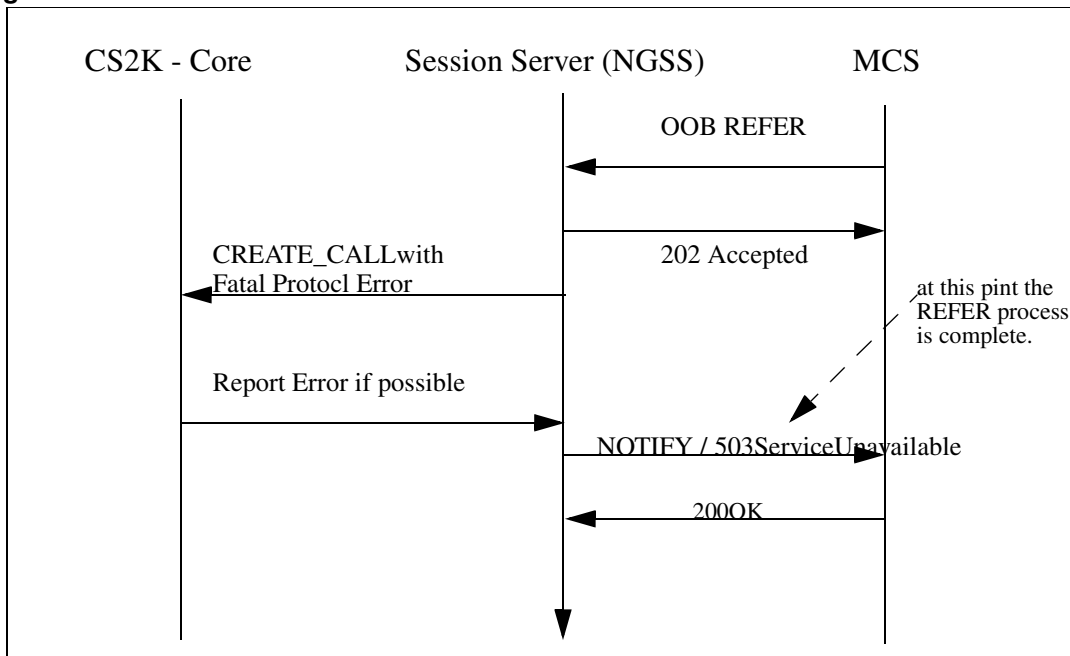 CS2K - Core
Session Server (NGSS)
MCS
OOB REFER
202 Accepted
CREATE_CALLwith
Fatal Protocl Error
at this pint the
REFER process
is complete.
Report Error if possible
NOTIFY / 503ServiceUnavailable
200OK